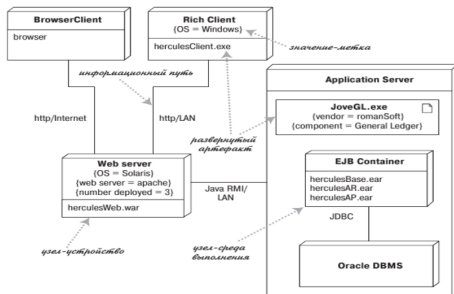 BrowserClient
browser
Rich Client
{OS = Windows}
herculesClient.exe
значение-метка
информационный путь
http/Internet
http/LAN
развернутый
артефакт
Application Server
JoveGL.exe
{vendor = romanSoft}
{component = General Ledger}
Web server
{OS = Solaris}
{web server = apache}
{number deployed = 3}
herculesWeb.war
Java RMI/
LAN
EJB Container
herculesBase.ear
herculesAR.ear
herculesAP.ear
JDBC
Oracle DBMS
узел-устройство
узел-среда
выполнения